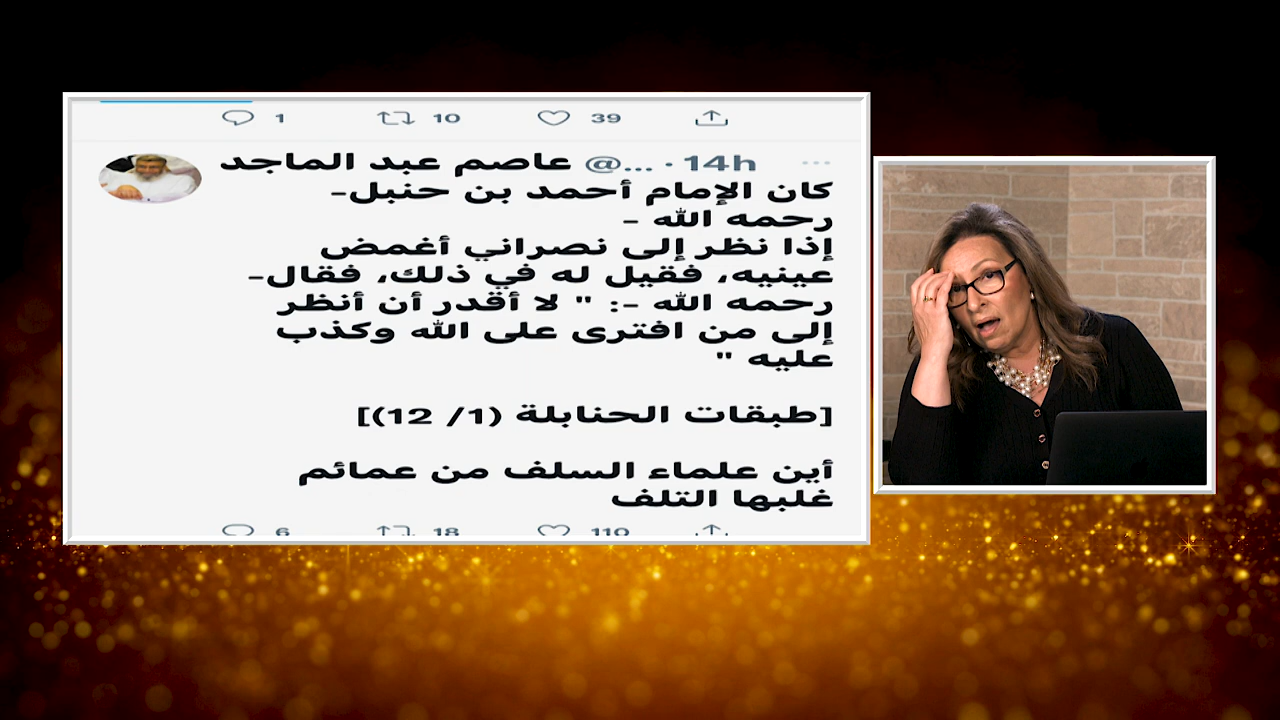 1 10 39
عاصم عبد الماجد @... · 14h
كان الإمام أحمد بن حنبل-
رحمه الله -
إذا نظر إلى نصراني أغمض
عينيه، فقيل له في ذلك، فقال-
رحمه الله -: " لا أقدر أن أنظر
إلى من افترى على الله وكذب
عليه "
[طبقات الحنابلة (1/ 12)]
أين علماء السلف من عمائم
غلبها التلف
6 18 110